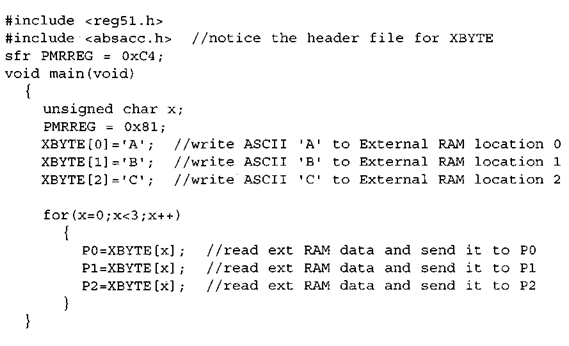 #include <reg51.h>
#include <absacc.h>  //notice the header file for XBYTE
sfr PMRREG = 0xC4;
void main(void)
  {
    unsigned char x;
    PMRREG = 0x81;
    XBYTE[0]='A';  //write ASCII 'A' to External RAM location 0
    XBYTE[1]='B';  //write ASCII 'B' to External RAM location 1
    XBYTE[2]='C';  //write ASCII 'C' to External RAM location 2
    for(x=0;x<3;x++)
      {
        P0=XBYTE[x];  //read ext RAM data and send it to P0
        P1=XBYTE[x];  //read ext RAM data and send it to P1
        P2=XBYTE[x];  //read ext RAM data and send it to P2
      }
  }